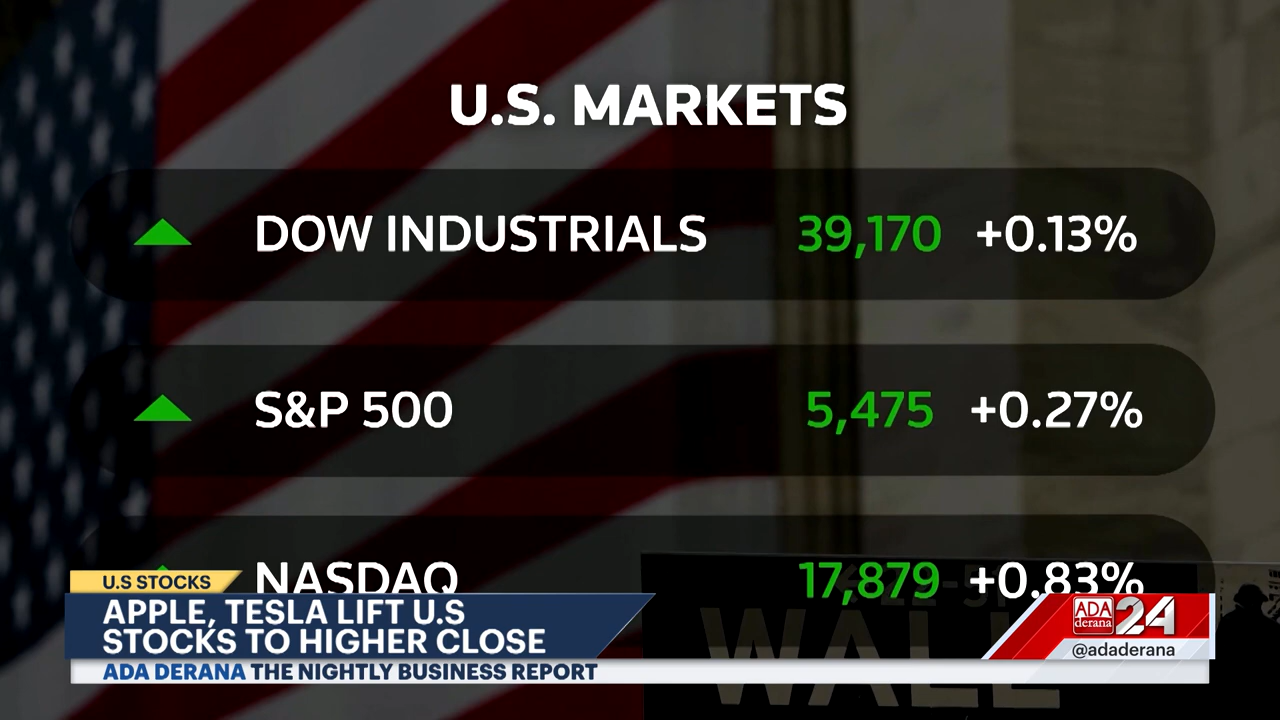 U.S. MARKETS
DOW INDUSTRIALS 39,170 +0.13%
S&P 500 5,475 +0.27%
NASDAQ 17,879 +0.83%
U.S STOCKS
APPLE, TESLA LIFT U.S
STOCKS TO HIGHER CLOSE
ADA DERANA THE NIGHTLY BUSINESS REPORT
ADA
derana 24
@adaderana
WALL